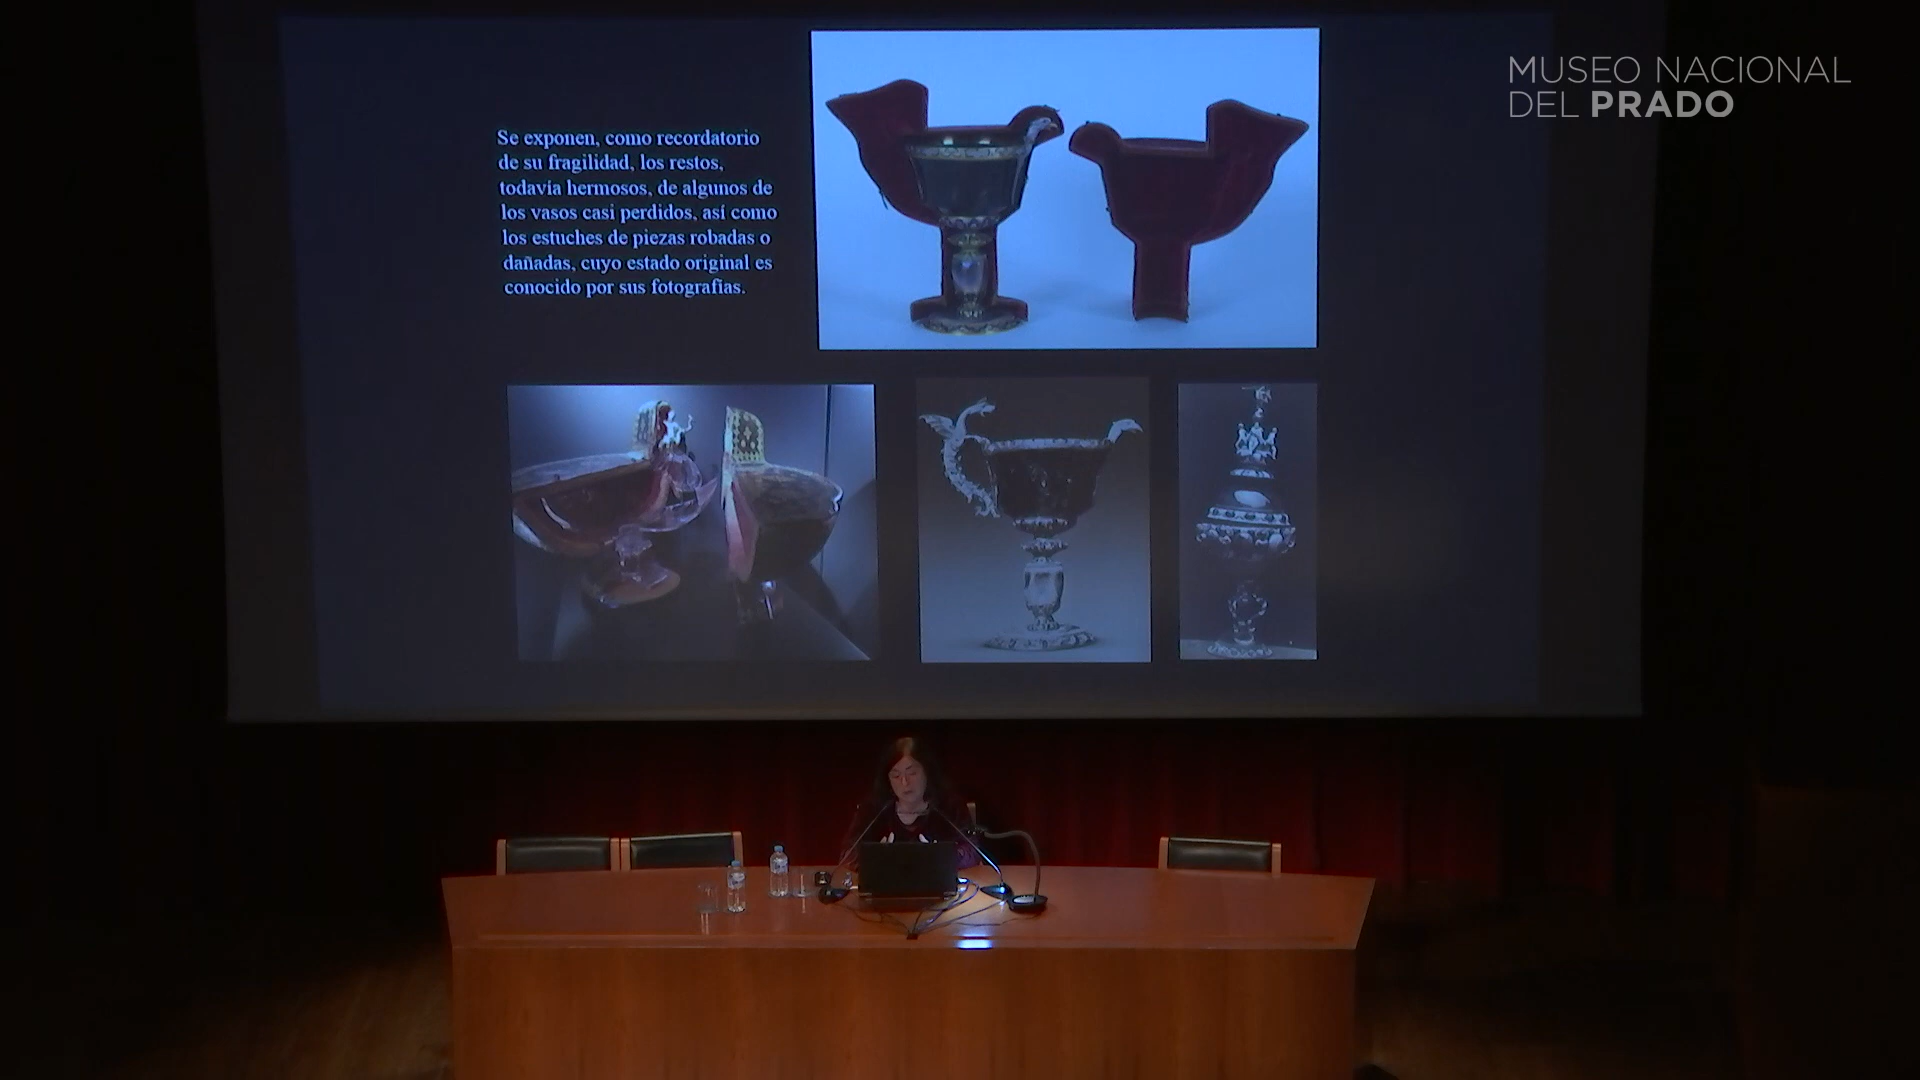 MUSEO NACIONAL
DEL PRADO
Se exponen, como recordatorio
de su fragilidad, los restos,
todavía hermosos, de algunos de
los vasos casi perdidos, así como
los estuches de piezas robadas o
dañadas, cuyo estado original es
conocido por sus fotografías.